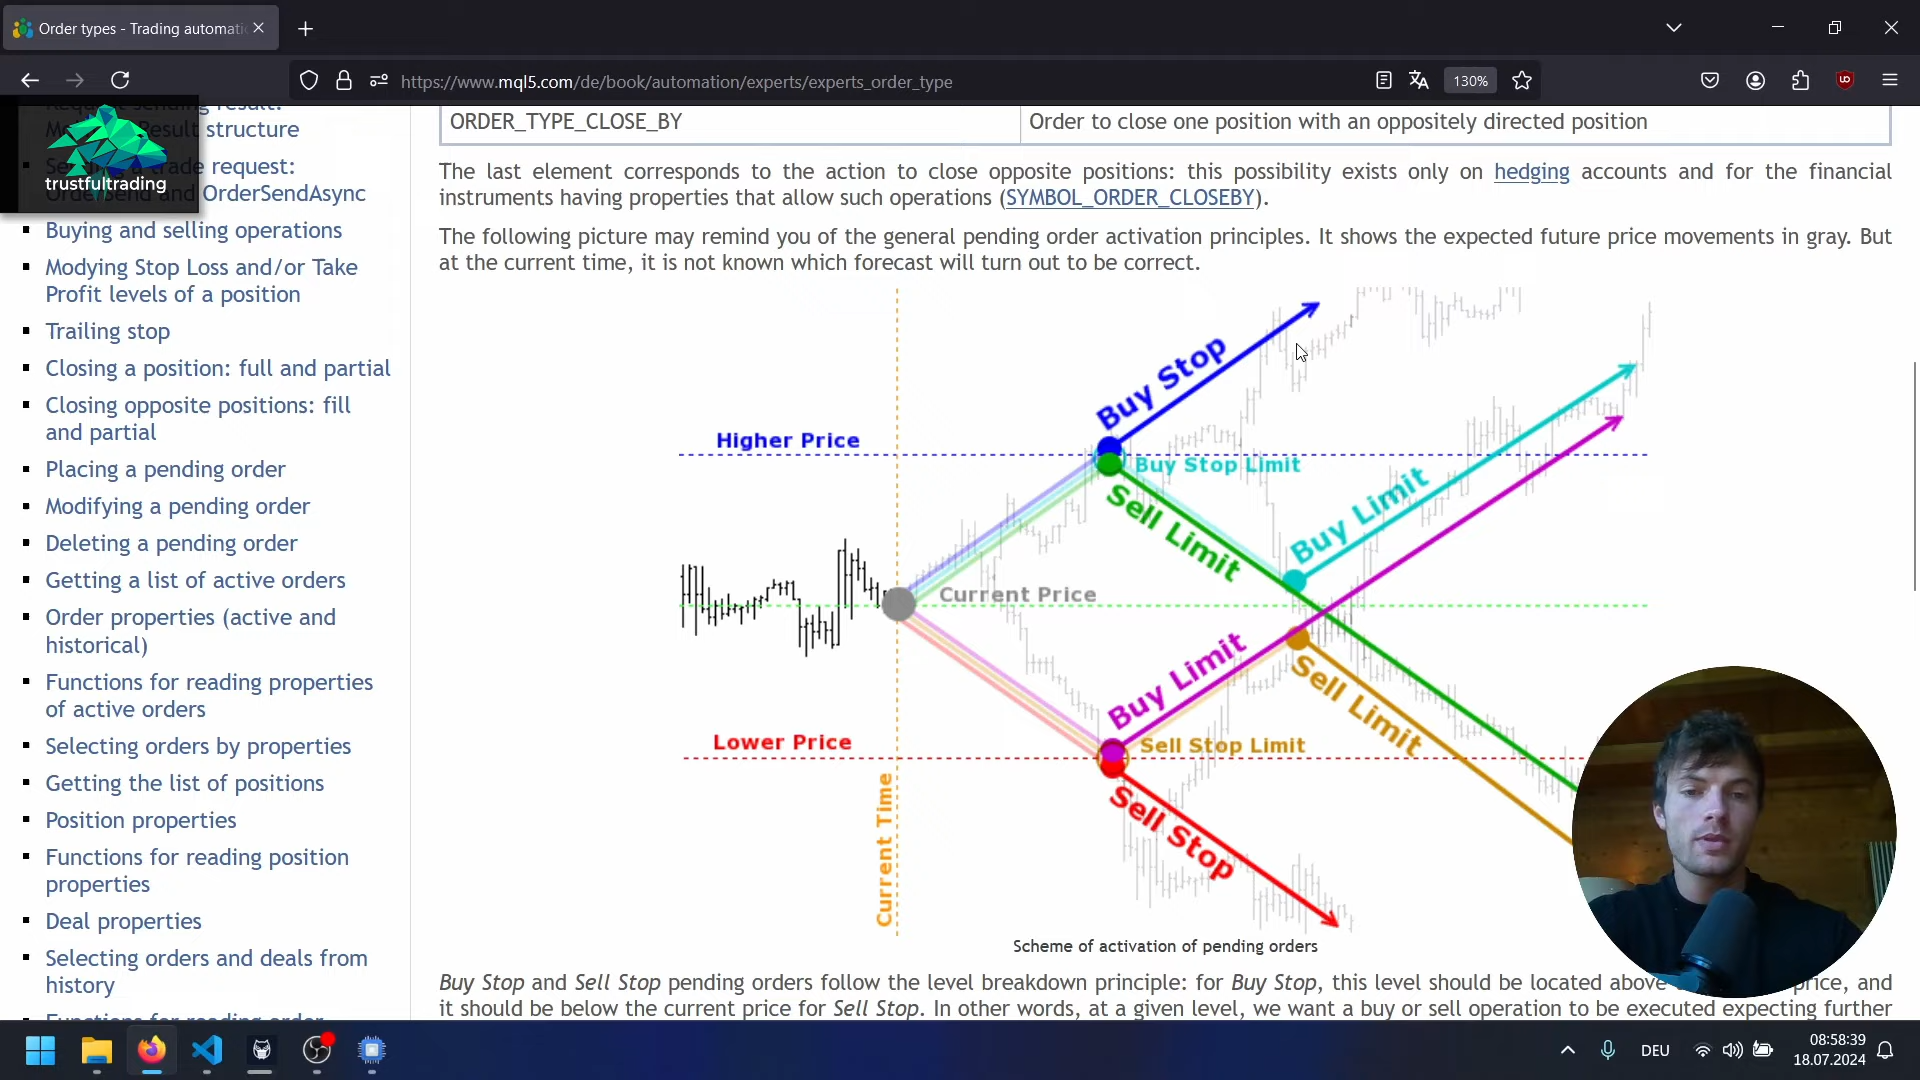 Order types - Trading automati
https://www.mql5.com/de/book/automation/experts/experts_order_type
130%
trustfultrading
structure
trade request:
OrderSendAsync
Buying and selling operations
Modying Stop Loss and/or Take
Profit levels of a position
Trailing stop
Closing a position: full and partial
Closing opposite positions: fill
and partial
Placing a pending order
Modifying a pending order
Deleting a pending order
Getting a list of active orders
Order properties (active and
historical)
Functions for reading properties
of active orders
Selecting orders by properties
Getting the list of positions
Position properties
Functions for reading position
properties
Deal properties
Selecting orders and deals from
history
Functions for reading order
ORDER_TYPE_CLOSE_BY
Order to close one position with an oppositely directed position
The last element corresponds to the action to close opposite positions: this possibility exists only on hedging accounts and for the financial
instruments having properties that allow such operations (SYMBOL_ORDER_CLOSEBY).
The following picture may remind you of the general pending order activation principles. It shows the expected future price movements in gray. But
at the current time, it is not known which forecast will turn out to be correct.
Buy Stop
Higher Price
Buy Stop Limit
Sell Limit
Buy Limit
Current Price
Buy Limit
Sell Limit
Lower Price
Sell Stop Limit
Sell Stop
Current Time
Scheme of activation of pending orders
Buy Stop and Sell Stop pending orders follow the level breakdown principle: for Buy Stop, this level should be located above price, and
it should be below the current price for Sell Stop. In other words, at a given level, we want a buy or sell operation to be executed expecting further
DEU
08:58:39
18.07.2024